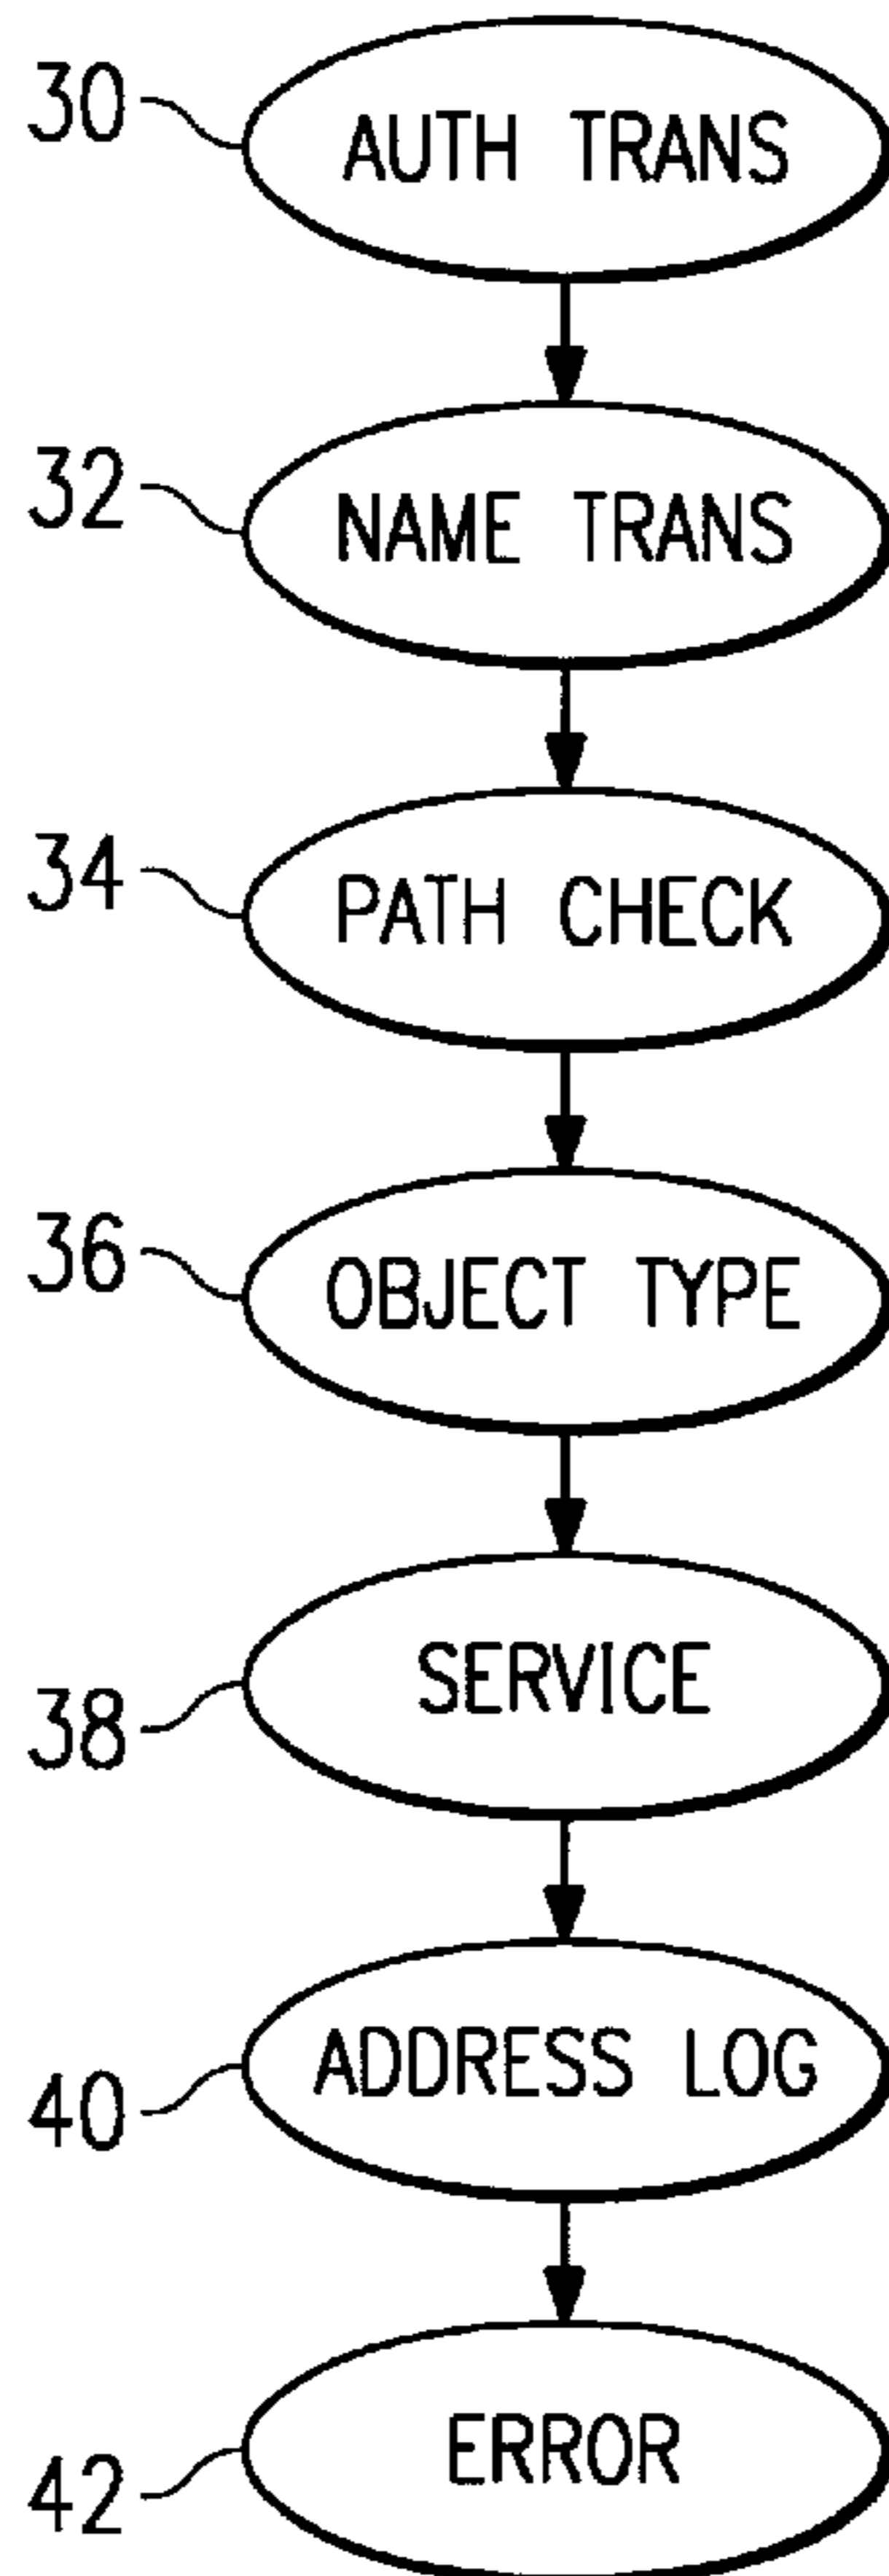 30 AUTH TRANS
32 NAME TRANS
34 PATH CHECK
36 OBJECT TYPE
38 SERVICE
40 ADDRESS LOG
42 ERROR